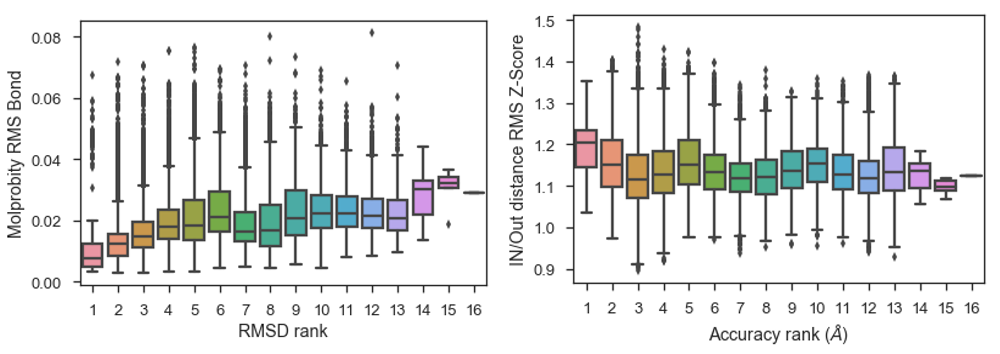 Molprobity RMS Bond
0.08
0.06
0.04
0.02
0.00
1 2 3 4 5 6 7 8 9 10 11 12 13 14 15 16
RMSD rank
IN/Out distance RMS Z-Score
1.5
1.4
1.3
1.2
1.1
1.0
0.9
1 2 3 4 5 6 7 8 9 10 11 12 13 14 15 16
Accuracy rank (Å)